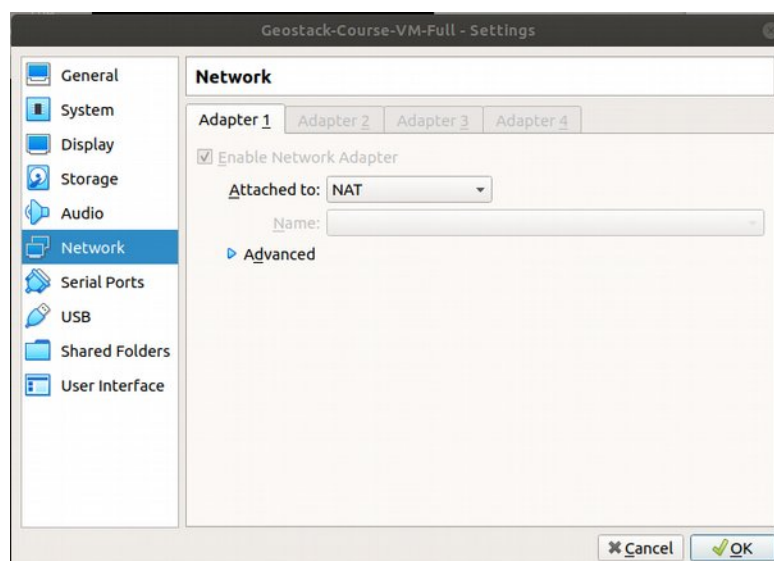 Geostack-Course-VM-Full - Settings
General
System
Display
Storage
Audio
Network
Serial Ports
USB
Shared Folders
User Interface
Network
Adapter 1 Adapter 2 Adapter 3 Adapter 4
Enable Network Adapter
Attached to: NAT
Name:
Advanced
Cancel OK